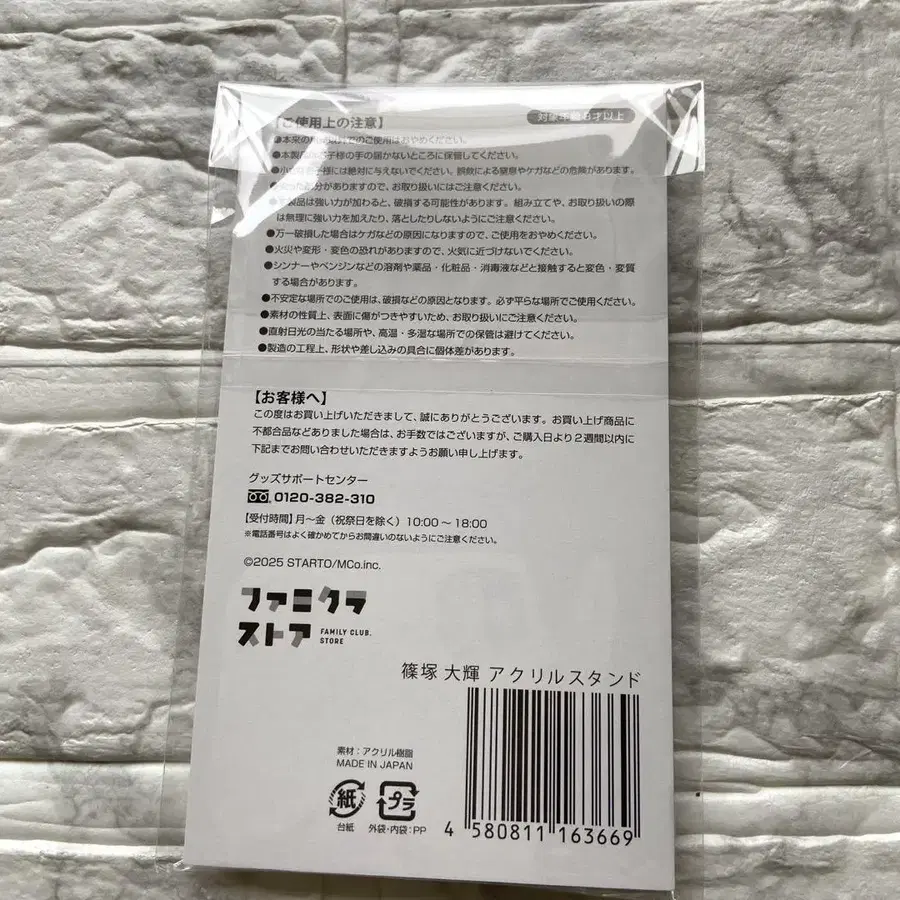 【ご使用上の注意】
対象年齢6才以上
●本来の
でのご使用はおやめください。
●本製品
お子様の手の届かないところに保管してください。
には絶対に与えないでください。誤飲による窒息やケガなどの危険があります。
部分がありますので、お取り扱いにはご注意ください。
製品は強い力が加わると、破損する可能性があります。組み立てや、お取り扱いの際
は無理に強い力を加えたり、落としたりしないようにご注意ください。
●万一破損した場合はケガなどの原因になりますので、ご使用をおやめください。
●火災や変形・変色の恐れがありますので、火気に近づけないでください。
●シンナーやベンジンなどの溶剤や薬品・化粧品・消毒液などと接触すると変色・変質
する場合があります。
●不安定な場所でのご使用は、破損などの原因となります。必ず平らな場所でご使用ください。
●素材の性質上、表面に傷がつきやすいため、お取り扱いにご注意ください。
●直射日光の当たる場所や、高温・多湿な場所での保管は避けてください。
●製造の工程上、形状や差し込みの具合に個体差があります。
【お客様へ】
この度はお買い上げいただきまして、誠にありがとうございます。お買い上げ商品に
不都合品などありました場合は、お手数ではございますが、ご購入日より2週間以内に
下記までお問い合わせいただきますようお願い申し上げます。
グッズサポートセンター
0120-382-310
【受付時間】月～金（祝祭日を除く）10:00～18:00
※電話番号はよく確かめてからお間違いのないようにご注意ください。
©2025 STARTO/MCo.inc.
ファミクラ
ストア
FAMILY CLUB.
STORE
篠塚 大輝 アクリルスタンド
素材：アクリル樹脂
MADE IN JAPAN
紙
プラ
台紙
外袋・内袋：PP
4 580811 163669